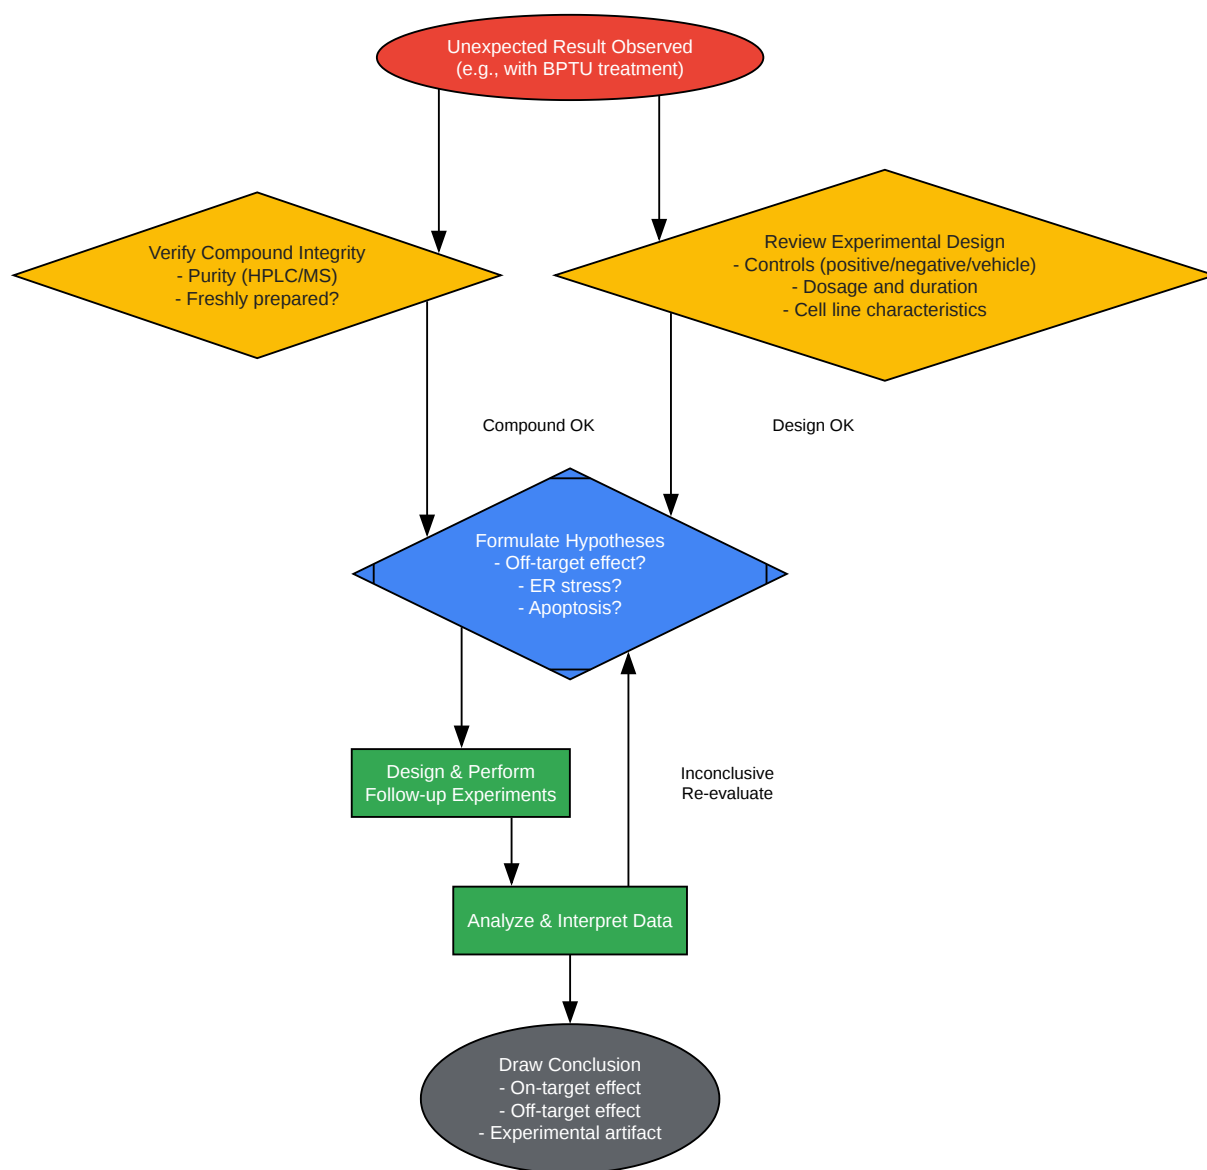 Unexpected Result Observed
(e.g., with BPTU treatment)
Verify Compound Integrity
- Purity (HPLC/MS)
- Freshly prepared?
Review Experimental Design
- Controls (positive/negative/vehicle)
- Dosage and duration
- Cell line characteristics
Compound OK
Design OK
Formulate Hypotheses
- Off-target effect?
- ER stress?
- Apoptosis?
Design & Perform
Follow-up Experiments
Inconclusive
Re-evaluate
Analyze & Interpret Data
Draw Conclusion
- On-target effect
- Off-target effect
- Experimental artifact